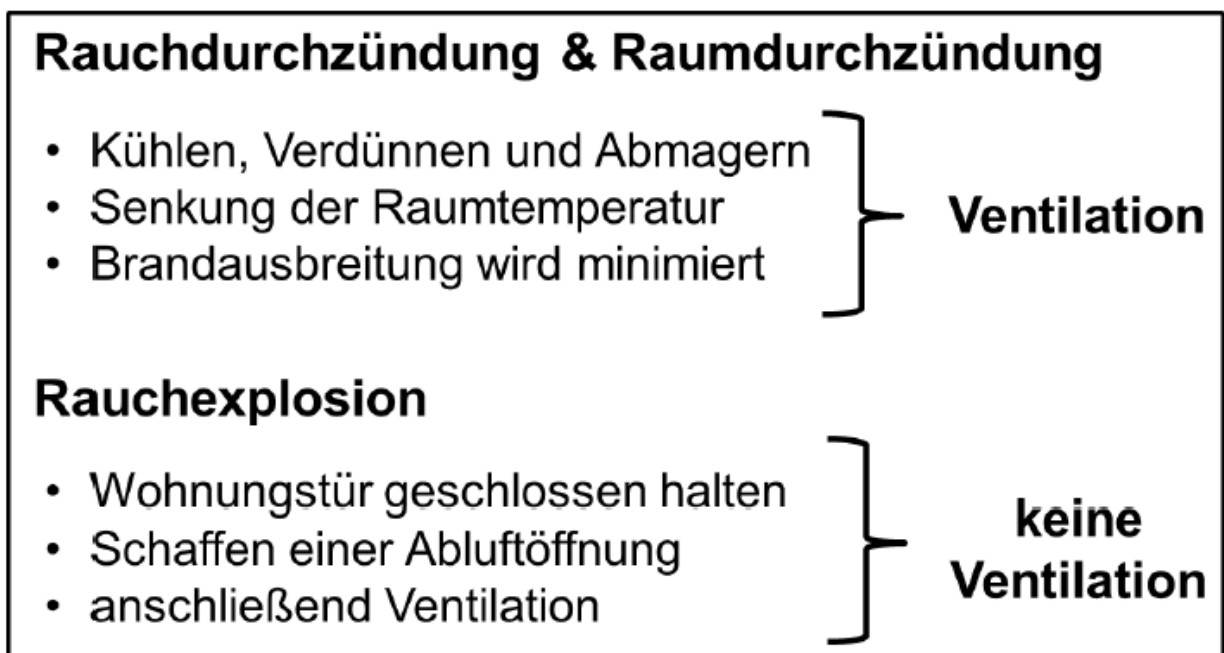 Rauchdurchzündung & Raumdurchzündung
• Kühlen, Verdünnen und Abmagern
• Senkung der Raumtemperatur
• Brandausbreitung wird minimiert
Ventilation
Rauchexplosion
• Wohnungstür geschlossen halten
• Schaffen einer Abluftöffnung
• anschließend Ventilation
keine
Ventilation